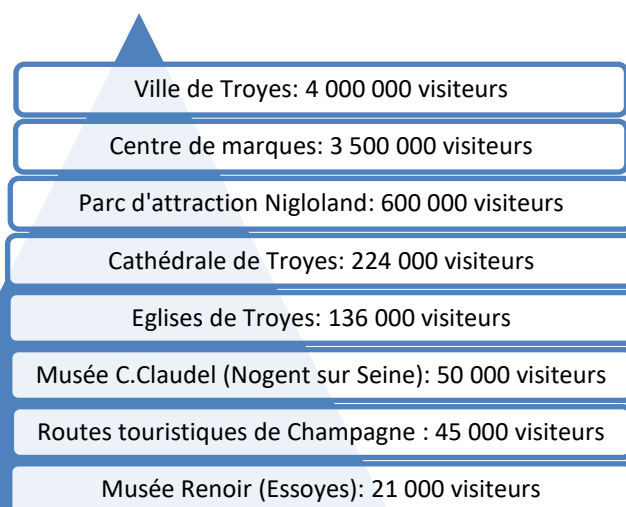 Ville de Troyes: 4 000 000 visiteurs
Centre de marques: 3 500 000 visiteurs
Parc d'attraction Nigloland: 600 000 visiteurs
Cathédrale de Troyes: 224 000 visiteurs
Eglises de Troyes: 136 000 visiteurs
Musée C.Claudel (Nogent sur Seine): 50 000 visiteurs
Routes touristiques de Champagne : 45 000 visiteurs
Musée Renoir (Essoyes): 21 000 visiteurs